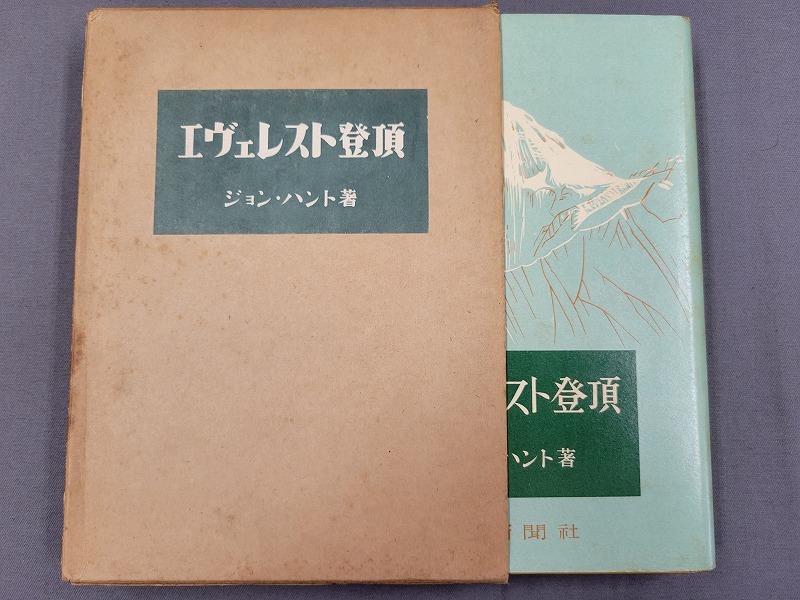 エヴェレスト登頂
ジョン・ハント著
スト登頂
ハント著
聞社